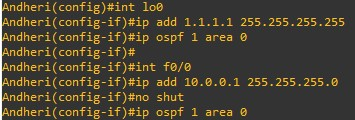 Andheri(config)#int lo0
Andheri(config-if)#ip add 1.1.1.1 255.255.255.255
Andheri(config-if)#ip ospf 1 area 0
Andheri(config-if)#
Andheri(config-if)#int f0/0
Andheri(config-if)#ip add 10.0.0.1 255.255.255.0
Andheri(config-if)#no shut
Andheri(config-if)#ip ospf 1 area 0